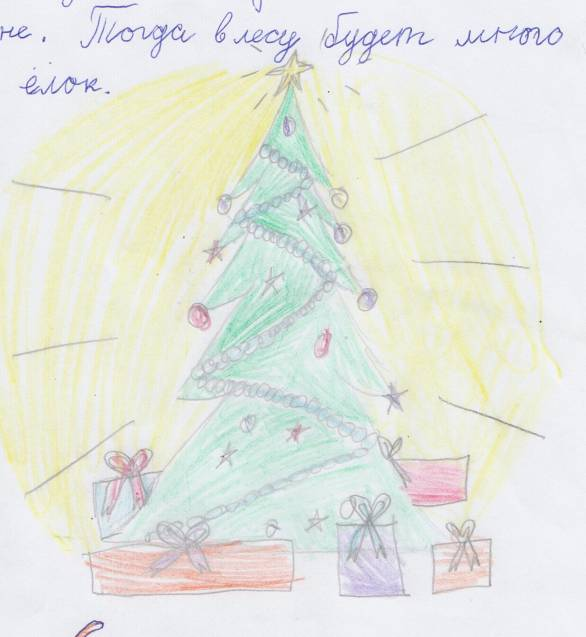 не. Тогда в лесу будет много
ёлок.